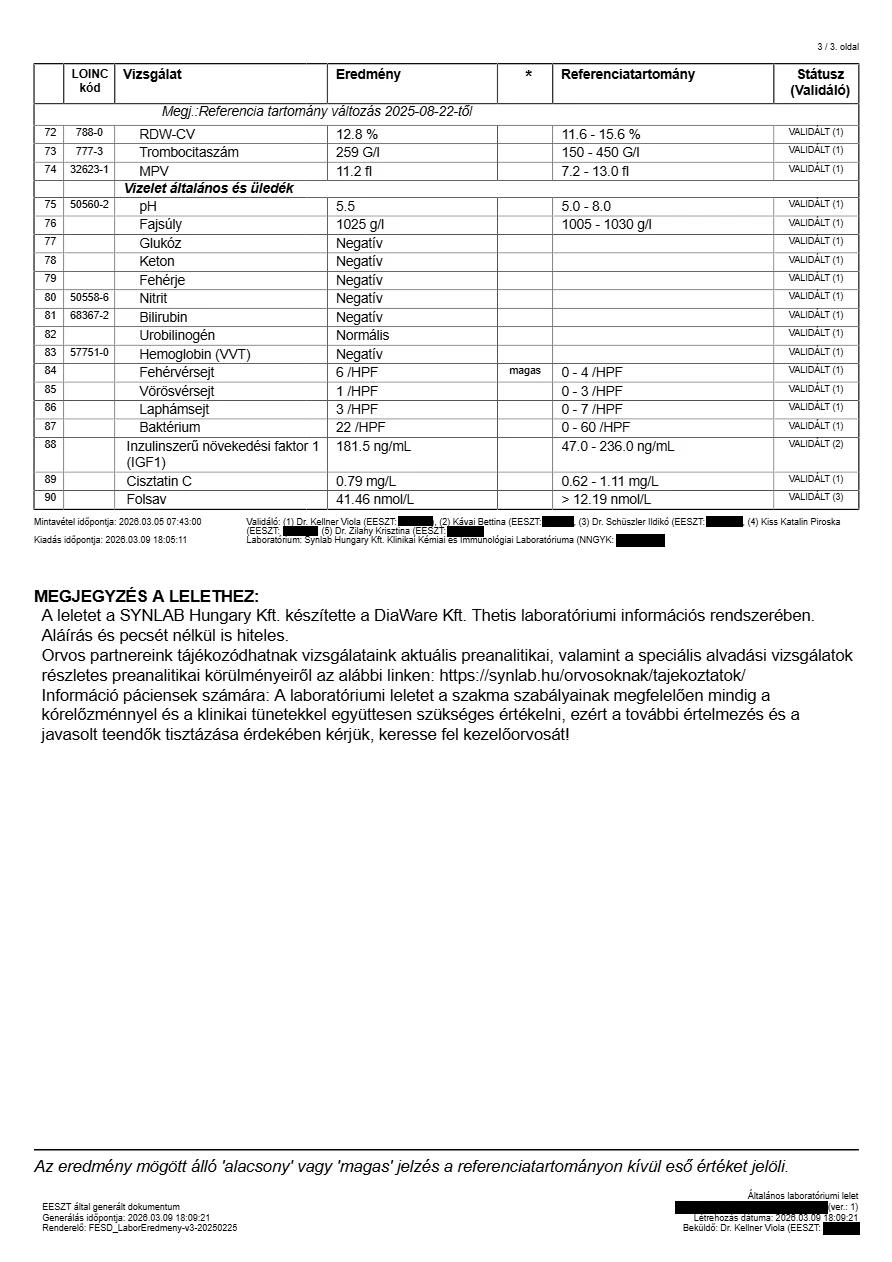 3 / 3. oldal
LOINC kód Vizsgálat Eredmény * Referenciatartomány Státusz (Validáló)
Megj.:Referencia tartomány változás 2025-08-22-től
72 788-0 RDW-CV 12.8 % 11.6 - 15.6 % VALIDÁLT (1)
73 777-3 Trombocitaszám 259 G/l 150 - 450 G/l VALIDÁLT (1)
74 32623-1 MPV 11.2 fl 7.2 - 13.0 fl VALIDÁLT (1)
Vizelet általános és üledék
75 50560-2 pH 5.5 5.0 - 8.0 VALIDÁLT (1)
76 Fajsúly 1025 g/l 1005 - 1030 g/l VALIDÁLT (1)
77 Glukóz Negatív VALIDÁLT (1)
78 Keton Negatív VALIDÁLT (1)
79 Fehérje Negatív VALIDÁLT (1)
80 50558-6 Nitrit Negatív VALIDÁLT (1)
81 68367-2 Bilirubin Negatív VALIDÁLT (1)
82 Urobilinogén Normális VALIDÁLT (1)
83 57751-0 Hemoglobin (VVT) Negatív VALIDÁLT (1)
84 Fehérvérsejt 6 /HPF magas 0 - 4 /HPF VALIDÁLT (1)
85 Vörösvérsejt 1 /HPF 0 - 3 /HPF VALIDÁLT (1)
86 Laphámsejt 3 /HPF 0 - 7 /HPF VALIDÁLT (1)
87 Baktérium 22 /HPF 0 - 60 /HPF VALIDÁLT (1)
88 Inzulinszerű növekedési faktor 1 181.5 ng/mL 47.0 - 236.0 ng/mL VALIDÁLT (2)
(IGF1)
89 Cisztatin C 0.79 mg/L 0.62 - 1.11 mg/L VALIDÁLT (1)
90 Folsav 41.46 nmol/L > 12.19 nmol/L VALIDÁLT (3)
Mintavétel időpontja: 2026.03.05 07:43:00 Validáló: (1) Dr. Kellner Viola (EESZT: ), (2) Kávai Bettina (EESZT: , (3) Dr. Schüszler Ildikó (EESZT: , (4) Kiss Katalin Piroska
(EESZT: (5) Dr. Zilahy Krisztina (EESZT:
Kiadás időpontja: 2026.03.09 18:05:11 Laboratórium: Synlab Hungary Kft. Klinikai Kémiai és Immunológiai Laboratóriuma (NNGYK:
MEGJEGYZÉS A LELETHEZ:
A leletet a SYNLAB Hungary Kft. készítette a DiaWare Kft. Thetis laboratóriumi információs rendszerében.
Aláírás és pecsét nélkül is hiteles.
Orvos partnereink tájékozódhatnak vizsgálataink aktuális preanalitikai, valamint a speciális alvadási vizsgálatok
részletes preanalitikai körülményeiről az alábbi linken: https://synlab.hu/orvosoknak/tajekoztatok/
Információ páciensek számára: A laboratóriumi leletet a szakma szabályainak megfelelően mindig a
kórelőzménnyel és a klinikai tünetekkel együttesen szükséges értékelni, ezért a további értelmezés és a
javasolt teendők tisztázása érdekében kérjük, keresse fel kezelőorvosát!
Az eredmény mögött álló 'alacsony' vagy 'magas' jelzés a referenciatartományon kívül eső értéket jelöli.
Általános laboratóriumi lelet
EESZT által generált dokumentum (ver.: 1)
Generálás időpontja: 2026.03.09 18:09:21 Létrehozás dátuma: 2026.03.09 18:09:21
Renderelő: FESD_LaborEredmeny-v3-20250225 Beküldő: Dr. Kellner Viola (EESZT: